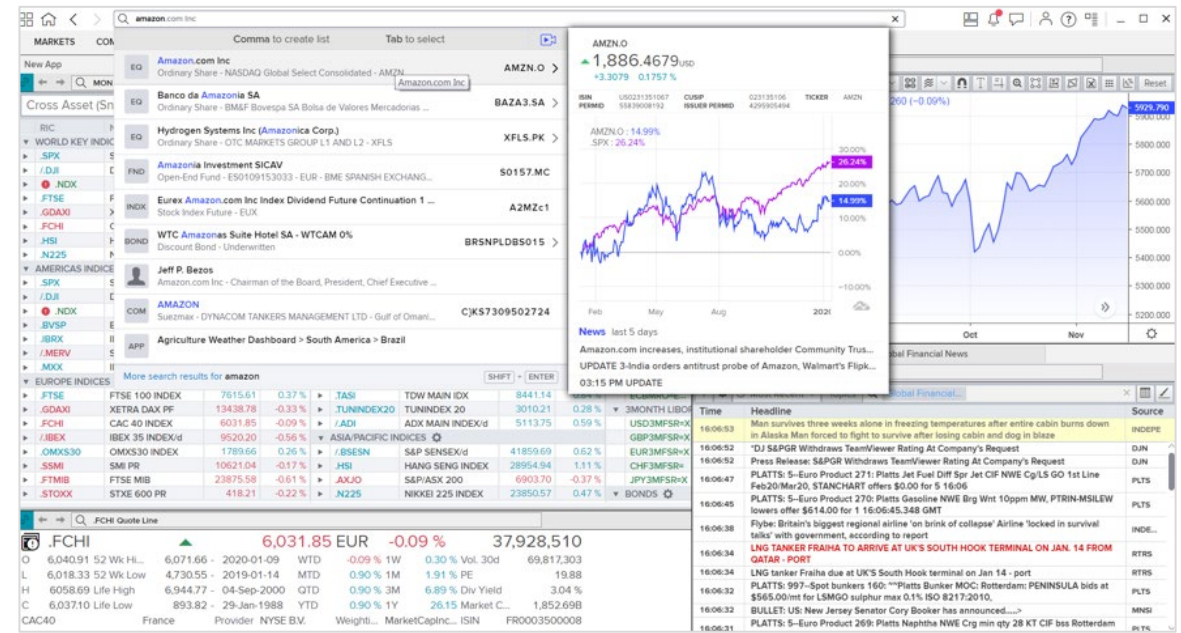 amazon.com Inc
MARKETS
Comma to create list Tab to select
New App
EQ Amazon.com Inc AMZN.O
Ordinary Share - NASDAQ Global Select Consolidated - AMZN
Amazon.com Inc
EQ Banco da Amazonia SA BAZA3.SA
Ordinary Share - BM&F Bovespa SA Bolsa de Valores Mercadorias ...
EQ Hydrogen Systems Inc (Amazonica Corp.) XFLS.PK
Ordinary Share - OTC MARKETS GROUP L1 AND L2 - XFLS
FND Amazonia Investment SICAV S0157.MC
Open-End Fund - ES0109153033 - EUR - BME SPANISH EXCHANG...
INDX Eurex Amazon.com Inc Index Dividend Future Continuation 1 ... A2MZc1
Stock Index Future - EUX
BOND WTC Amazonas Suite Hotel SA - WTCAM 0% BRSNPLDBS015
Discount Bond - Underwritten
Jeff P. Bezos
Amazon.com Inc - Chairman of the Board, President, Chief Executive ...
COM AMAZON C}KS7309502724
Suezmax - DYNACOM TANKERS MANAGEMENT LTD - Gulf of Omani...
APP Agriculture Weather Dashboard > South America > Brazil
More search results for amazon SHIFT + ENTER
AMZN.O
1,886.4679USD
+3.3079 0.1757 %
ISIN US0231351067 CUSIP 023135106 TICKER AMZN
PERMID 55839008192 ISSUER PERMID 4295905494
AMZN.O : 14.99%
.SPX : 26.24%
30.00%
26.24%
20.00%
14.99%
10.00%
0.00%
-10.00%
Feb May Aug 2020
News last 5 days
Amazon.com increases, institutional shareholder Community Trus...
UPDATE 3-India orders antitrust probe of Amazon, Walmart's Flipk...
03:15 PM UPDATE
Reset
260 (-0.09%)
5929.790
5900.000
5800.000
5700.000
5600.000
5500.000
5400.000
5300.000
5200.000
Oct Nov
Cross Asset (Sn
RIC
WORLD KEY INDIC
.SPX
/.DJI
.NDX
.FTSE
.GDAXI
.FCHI
.HSI
.N225
AMERICAS INDICE
.SPX
/.DJI
.NDX
.BVSP
.IBRX
/.MERV
.MXX
EUROPE INDICES
.FTSE FTSE 100 INDEX 7615.61 0.37 % .TASI TDW MAIN IDX 8441.14
.GDAXI XETRA DAX PF 13438.78 -0.33 % .TUNINDEX20 TUNINDEX 20 3010.21 0.28 % 3MONTH LIBOR
.FCHI CAC 40 INDEX 6031.85 -0.09 % /.ADI ADX MAIN INDEX/d 5113.75 0.59 % USD3MFSR=X
/.IBEX IBEX 35 INDEX/d 9520.20 -0.56 % ASIA/PACIFIC INDICES GBP3MFSR=X
.OMXS30 OMXS30 INDEX 1789.66 0.26 % /.BSESN S&P SENSEX/d 41859.69 0.62 % EUR3MFSR=X
.SSMI SMI PR 10621.04 -0.17 % .HSI HANG SENG INDEX 28954.94 1.11 % CHF3MFSR=
.FTMIB FTSE MIB 23875.58 -0.61 % .AXJO S&P/ASX 200 6903.70 -0.37 % JPY3MFSR=X
.STOXX STXE 600 PR 418.21 -0.22 % .N225 NIKKEI 225 INDEX 23850.57 0.47 % BONDS
.FCHI Quote Line
.FCHI 6,031.85 EUR -0.09 % 37,928,510
O 6,040.91 52 Wk Hi... 6,071.66 - 2020-01-09 WTD -0.09 % 1W 0.30 % Vol. 30d 69,817,303
L 6,018.33 52 Wk Low 4,730.55 - 2019-01-14 MTD 0.90 % 1M 1.91 % PE 19.88
H 6058.69 Life High 6,944.77 - 04-Sep-2000 QTD 0.90 % 3M 6.89 % Div Yield 3.04 %
C 6,037.10 Life Low 893.82 - 29-Jan-1988 YTD 0.90 % 1Y 26.15 Market C... 1,852.69B
CAC40 France Provider NYSE B.V. Weighti... MarketCapInc... ISIN FR0003500008
bal Financial News
Global Financial...
Time Headline Source
16:06:53 Man survives three weeks alone in freezing temperatures after entire cabin burns down INDEPE
in Alaska Man forced to fight to survive after losing cabin and dog in blaze
16:06:52 *DJ S&PGR Withdraws TeamViewer Rating At Company's Request DJN
16:06:52 Press Release: S&PGR Withdraws TeamViewer Rating At Company's Request DJN
16:06:47 PLATTS: 5--Euro Product 271: Platts Jet Fuel Diff Spr Jet CIF NWE Cg/LS GO 1st Line PLTS
Feb20/Mar20, STANCHART offers $0.00 for 5 16:06
16:06:45 PLATTS: 5--Euro Product 270: Platts Gasoline NWE Brg Wnt 10ppm MW, PTRIN-MSILEW PLTS
lowers offer $614.00 for 1 16:06:45.348 GMT
16:06:38 Flybe: Britain's biggest regional airline 'on brink of collapse' Airline 'locked in survival INDE...
talks' with government, according to report
16:06:34 LNG TANKER FRAIHA TO ARRIVE AT UK'S SOUTH HOOK TERMINAL ON JAN. 14 FROM RTRS
QATAR - PORT
16:06:34 LNG tanker Fraiha due at UK'S South Hook terminal on Jan 14 - port RTRS
16:06:32 PLATTS: 997--Spot bunkers 160: ""Platts Bunker MOC: Rotterdam: PENINSULA bids at PLTS
$565.00/mt for LSMGO sulphur max 0.1% ISO 8217:2010,
16:06:32 BULLET: US: New Jersey Senator Cory Booker has announced.....> MNSI
16:06:31 PLATTS: 5--Euro Product 269: Platts Naphtha NWE Crg min qty 28 KT CIF bss Rotterdam PLTS